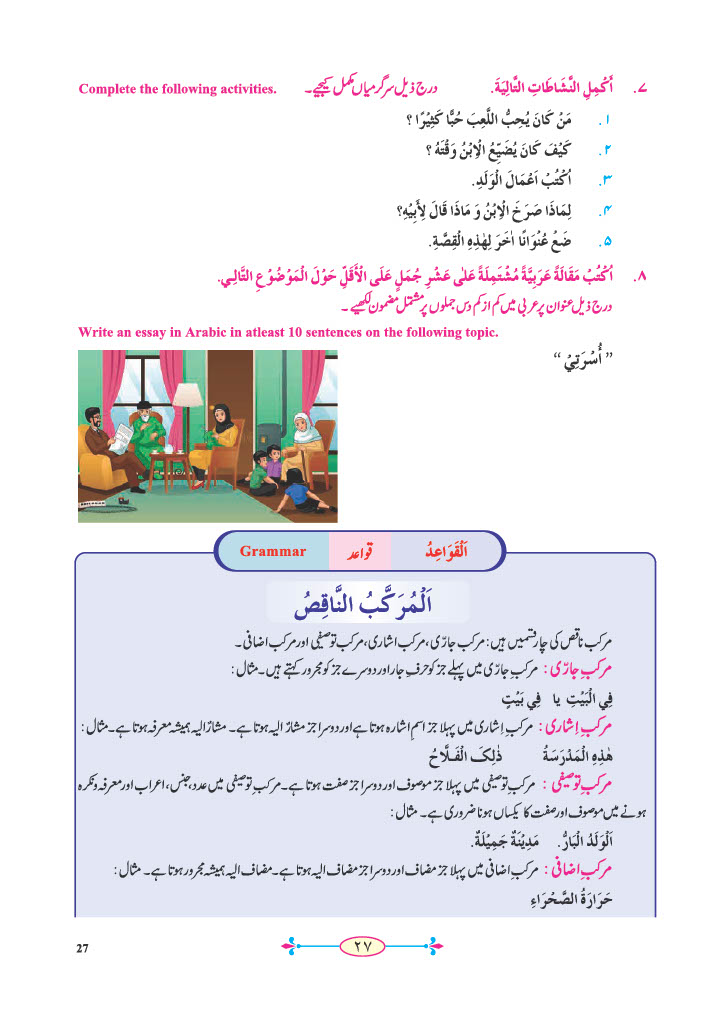 ۷. اَکْمِلِ النَّشَاطَاتِ التَّالِيَةَ. درج ذیل سرگرمیاں مکمل کیجیے۔ Complete the following activities.
۱. مَنْ كَانَ يُحِبُّ اللَّعِبَ حُبًّا كَثِيْرًا ؟
۲. كَيْفَ كَانَ يُضَيِّعُ الْاِبْنُ وَقْتَهُ ؟
۳. اُكْتُبْ اَعْمَالَ الْوَلَدِ.
۴. لِمَاذَا صَرَخَ الْاِبْنُ وَ مَاذَا قَالَ لِأَبِيْهِ؟
۵. ضَعْ عُنْوَانًا اٰخَرَ لِهٰذِهِ الْقِصَّةِ.
۸. اُكْتُبْ مَقَالَةً عَرَبِيَّةً مُشْتَمِلَةً عَلٰى عَشْرِ جُمَلٍ عَلَى الْأَقَلِّ حَوْلَ الْمَوْضُوْعِ التَّالِي.
درج ذیل عنوان پر عربی میں کم از کم دس جملوں پر مشتمل مضمون لکھیے ۔
Write an essay in Arabic in atleast 10 sentences on the following topic.
” أُسْرَتِيْ “
اَلْقَوَاعِدُ قواعد Grammar
اَلْمُرَكَّبُ النَّاقِصُ
مرکب ناقص کی چار قسمیں ہیں: مرکب جارّی ، مرکب اشاری، مرکب توصیفی اور مرکب اضافی ۔
مرکبِ جارّی : مرکب جارّی میں پہلے جز کو حرفِ جار اور دوسرے جز کو مجرور کہتے ہیں۔ مثال :
فِي الْبَيْتِ یا فِي بَيْتٍ
مرکبِ اشاری : مرکب اشاری میں پہلا جز اسم اشارہ ہوتا ہے اور دوسرا جز مشارٌ الیہ ہوتا ہے۔ مشارٌ الیہ ہمیشہ معرفہ ہوتا ہے۔ مثال :
هٰذِهِ الْمَدْرَسَةُ ذٰلِکَ الْفَـلَّاحُ
مرکبِ توصیفی : مرکبِ توصیفی میں پہلا جز موصوف اور دوسرا جز صفت ہوتا ہے۔ مرکبِ توصیفی میں عدد، جنس، اعراب اور معرفہ و نکرہ
ہونے میں موصوف اور صفت کا یکساں ہونا ضروری ہے۔ مثال :
اَلْوَلَدُ الْبَارُّ. مَدِيْنَةٌ جَمِيْلَةٌ.
مرکبِ اضافی : مرکبِ اضافی میں پہلا جز مضاف اور دوسرا جز مضاف الیہ ہوتا ہے۔ مضاف الیہ ہمیشہ مجرور ہوتا ہے۔ مثال :
حَرَارَةُ الصَّحْرَاءِ
27 ۲۷